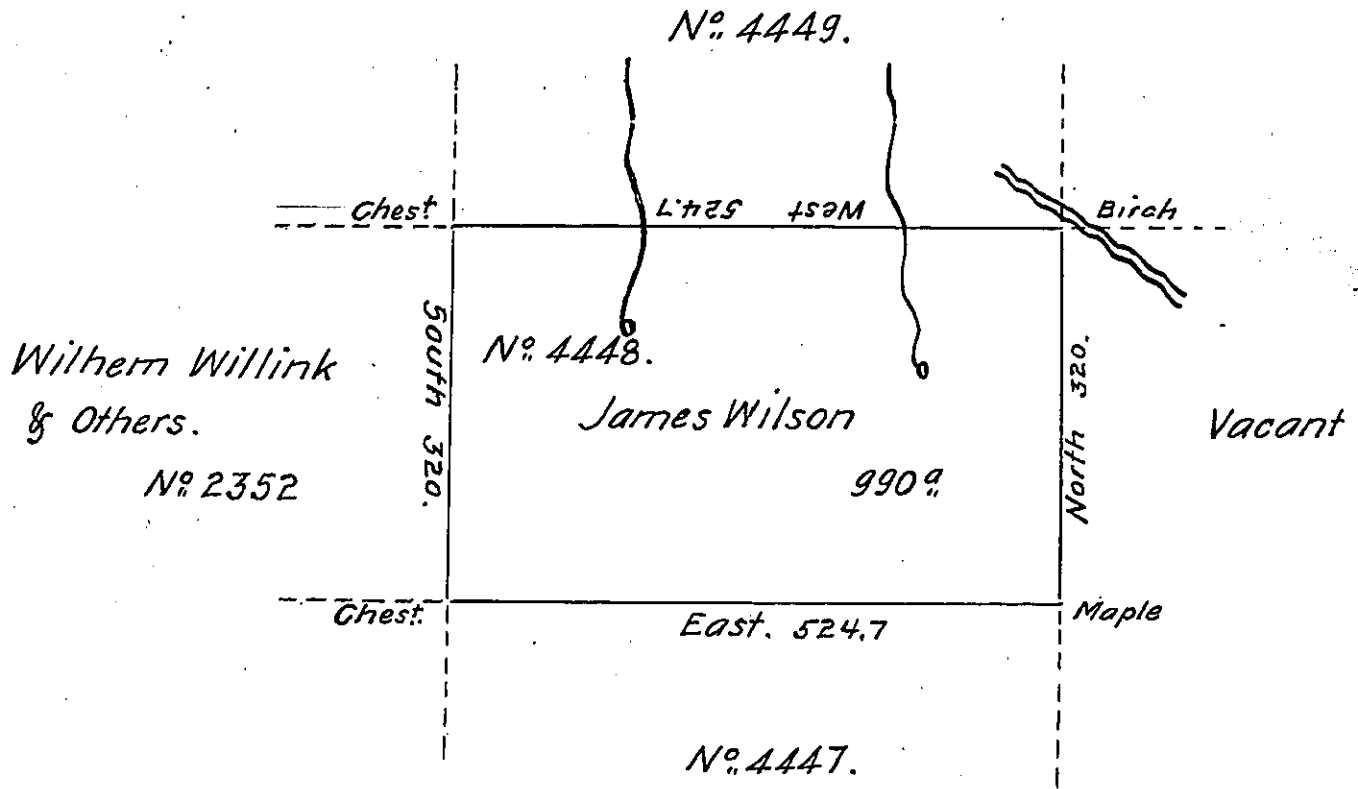 Nº 4449.
Chest.
West 524.7
Birch
South 320.
Nº 4448.
North 320.
Wilhem Willink
& Others.
Nº 2352
James Wilson
990 a
Vacant
Chest.
East. 524.7
Maple
Nº 4447.